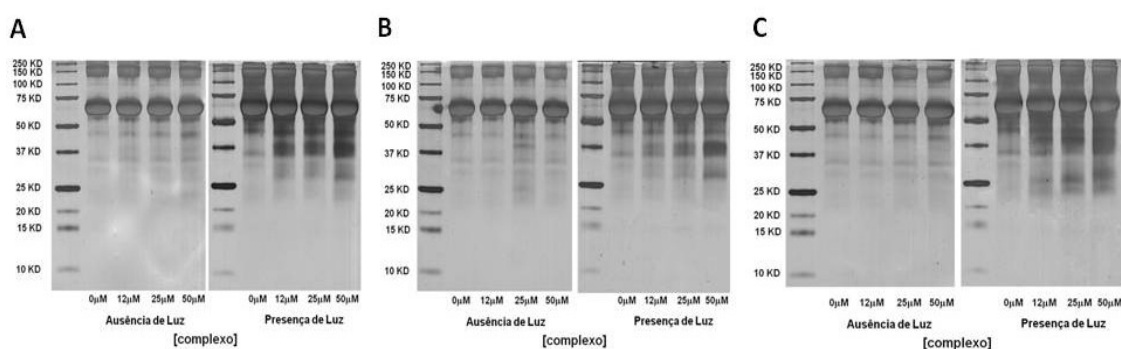 A
250 KD
150 KD
100 KD
75 KD
50 KD
37 KD
25 KD
20 KD
15 KD
10 KD
0µM 12µM 25µM 50µM 0µM 12µM 25µM 50µM
Ausência de Luz Presença de Luz
[complexo]
B
250 KD
150 KD
100 KD
75 KD
50 KD
37 KD
25 KD
20 KD
15 KD
10 KD
0µM 12µM 25µM 50µM 0µM 12µM 25µM 50µM
Ausência de Luz Presença de Luz
[complexo]
C
250 KD
150 KD
100 KD
75 KD
50 KD
37 KD
25 KD
20 KD
15 KD
10 KD
0µM 12µM 25µM 50µM 0µM 12µM 25µM 50µM
Ausência de Luz Presença de Luz
[complexo]